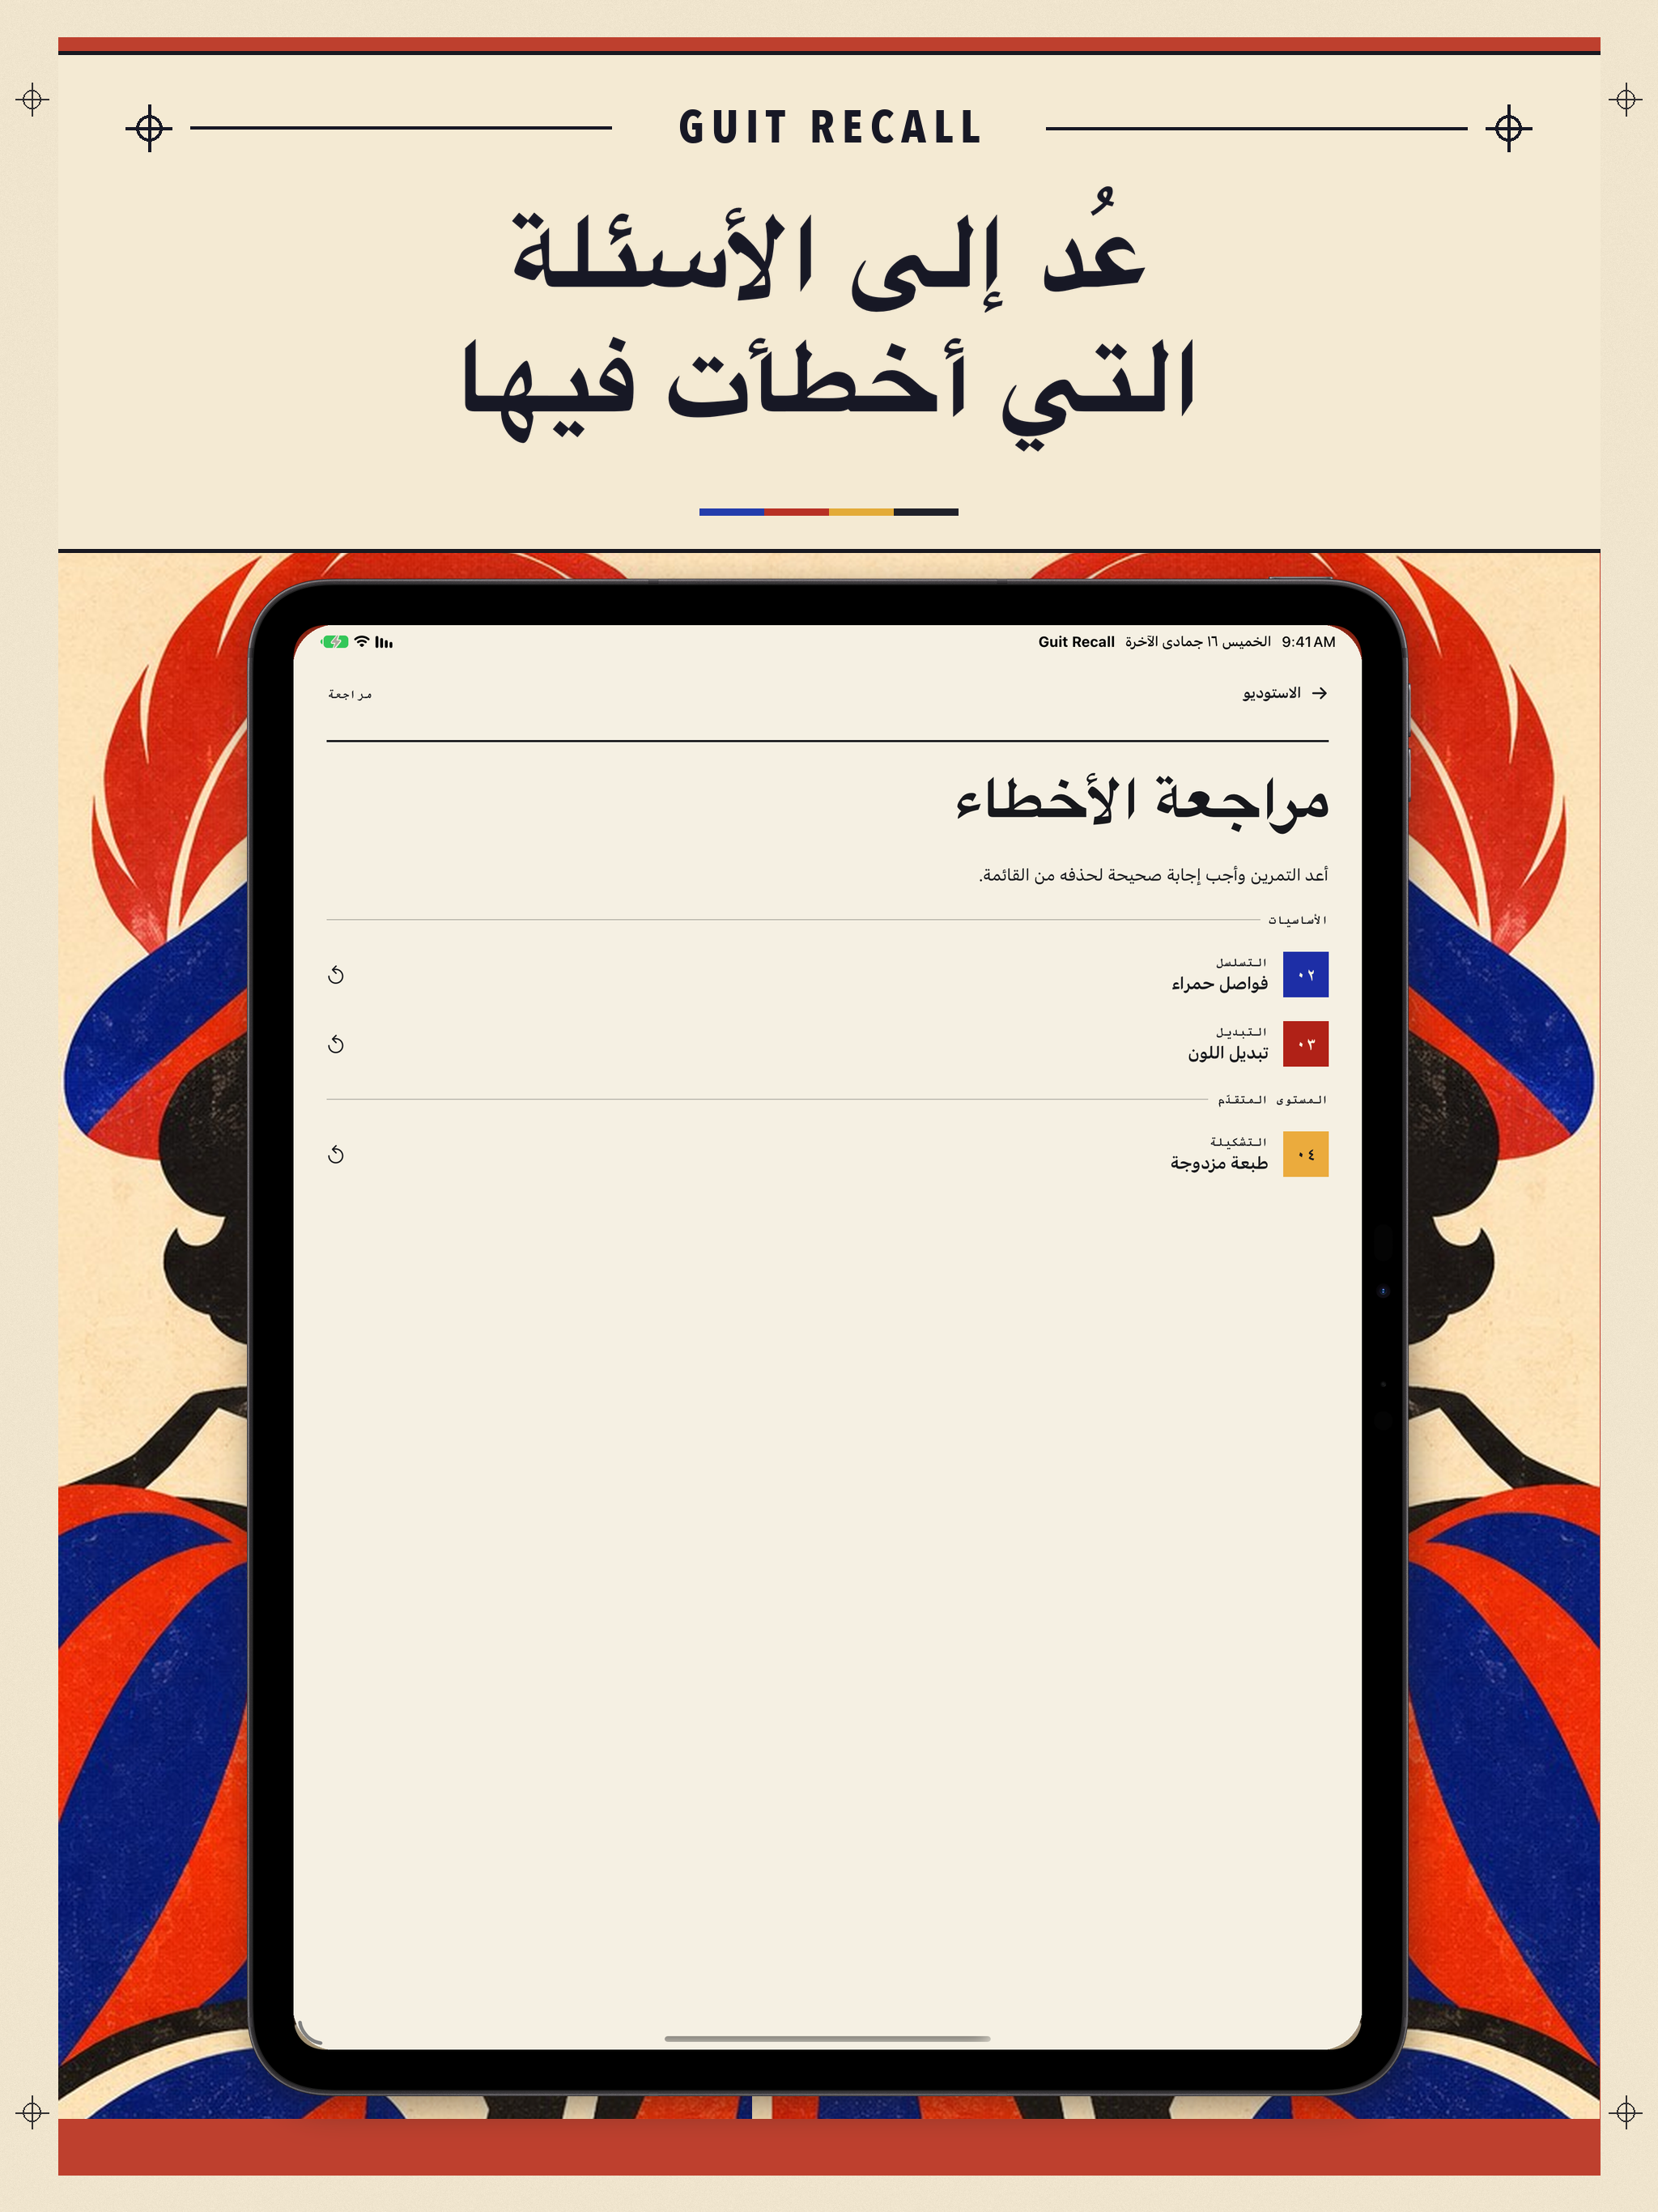 GUIT RECALL
عُد إلى الأسئلة
التي أخطأت فيها
9:41 AM الخميس ١٦ جمادى الآخرة Guit Recall
الاستوديو
مراجعة
مراجعة الأخطاء
أعد التمرين وأجب إجابة صحيحة لحذفه من القائمة.
الأساسيات
٠٢
التسلسل
فواصل حمراء
٠٣
التبديل
تبديل اللون
المستوى المتقدّم
٠٤
التشكيلة
طبعة مزدوجة